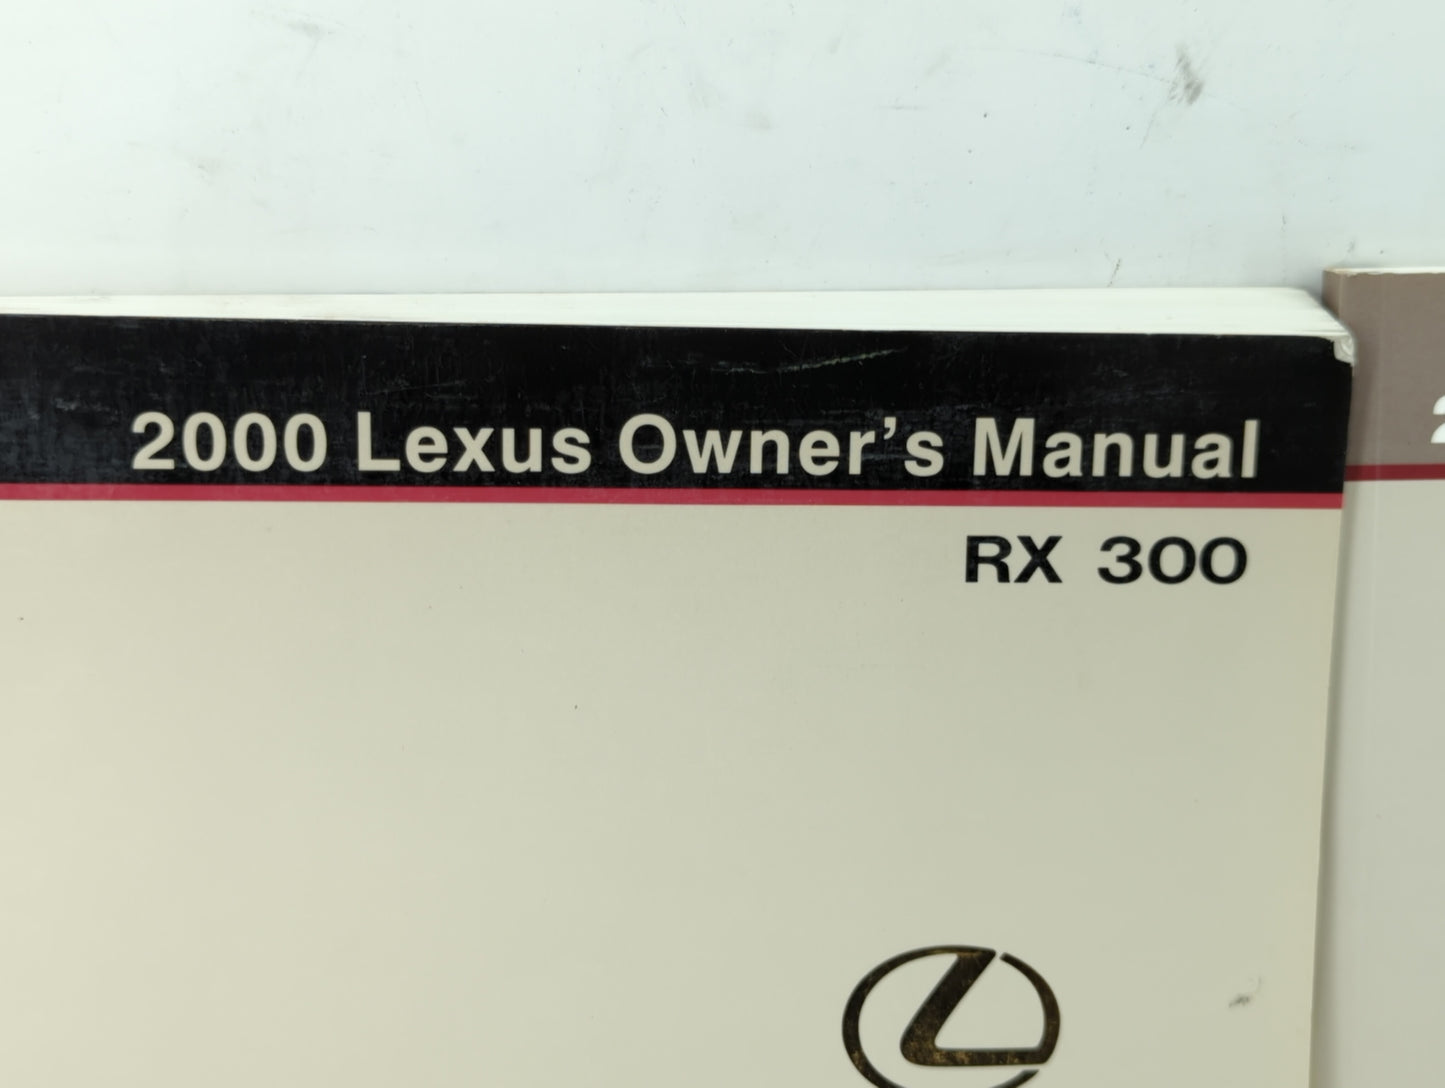 2000 Lexus Owner's Manual
RX 300